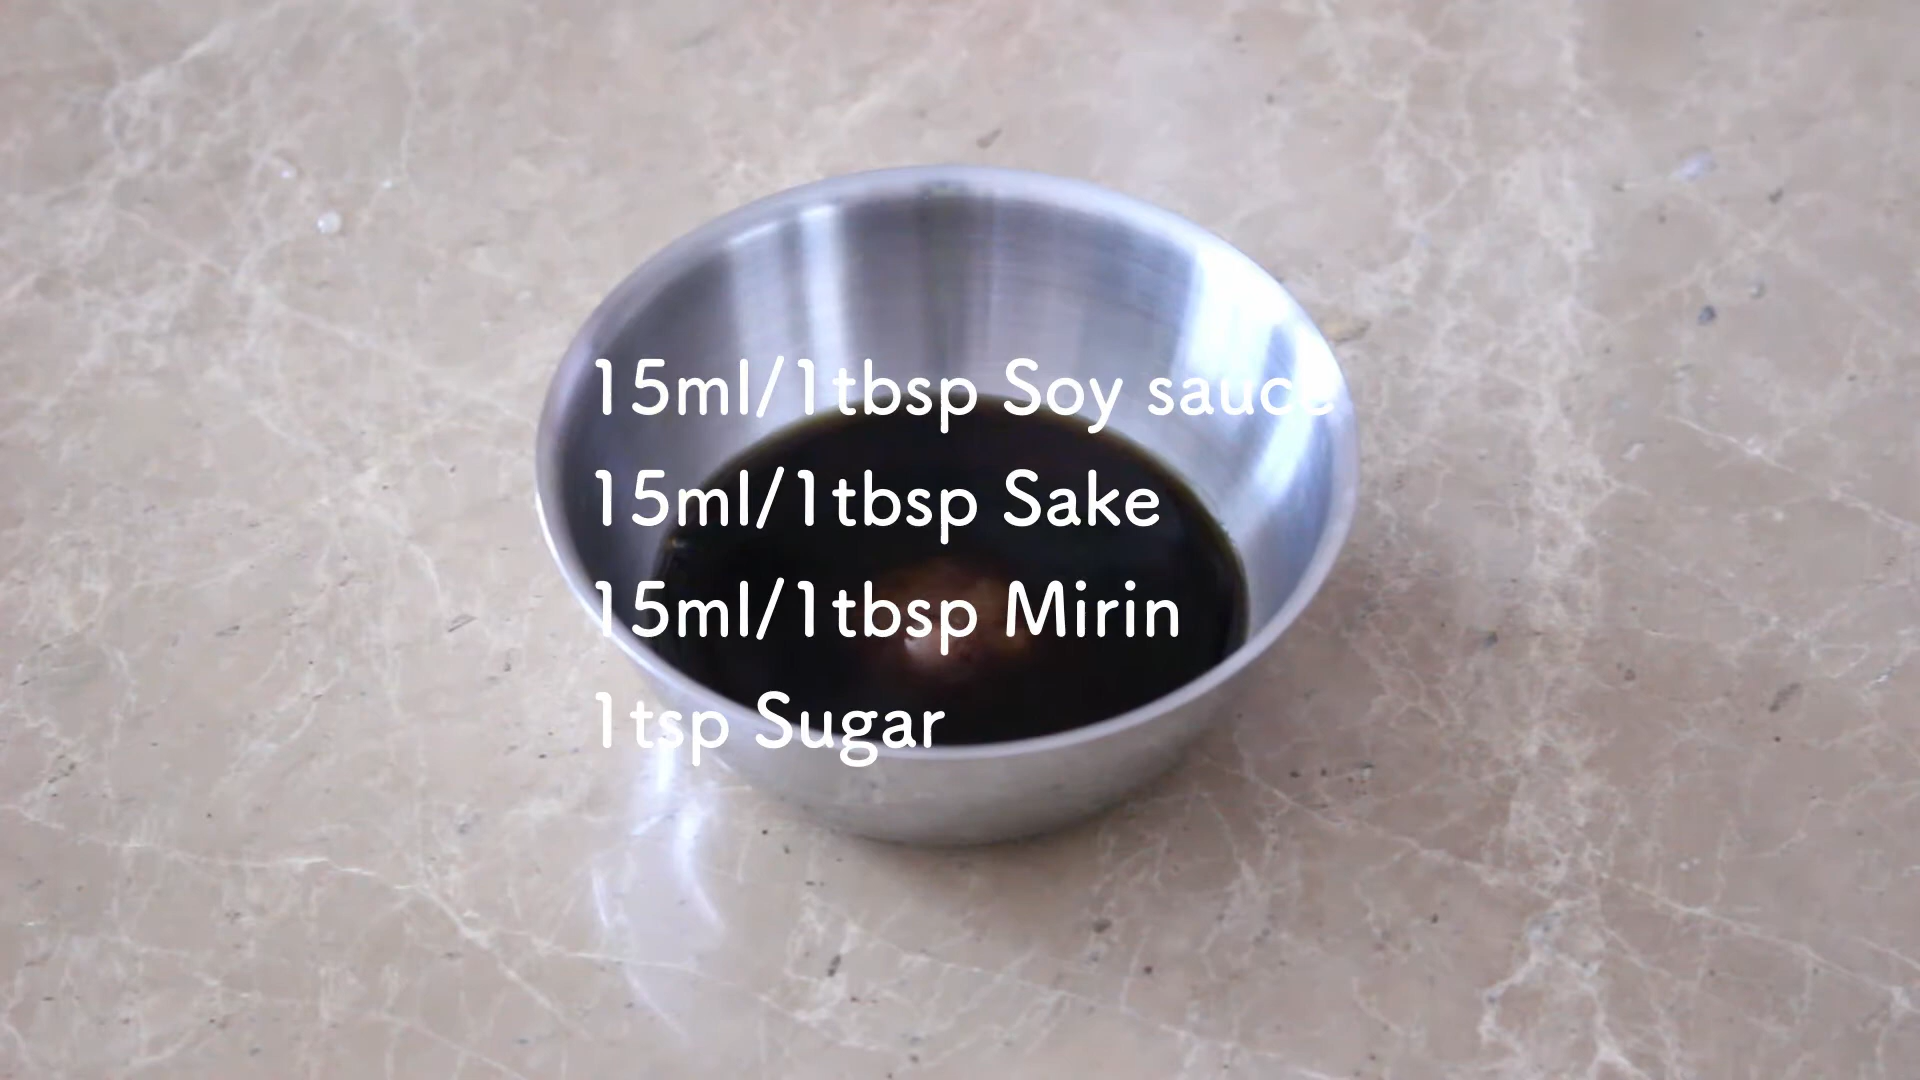 15ml/1tbsp Soy sauce
15ml/1tbsp Sake
15ml/1tbsp Mirin
1tsp Sugar